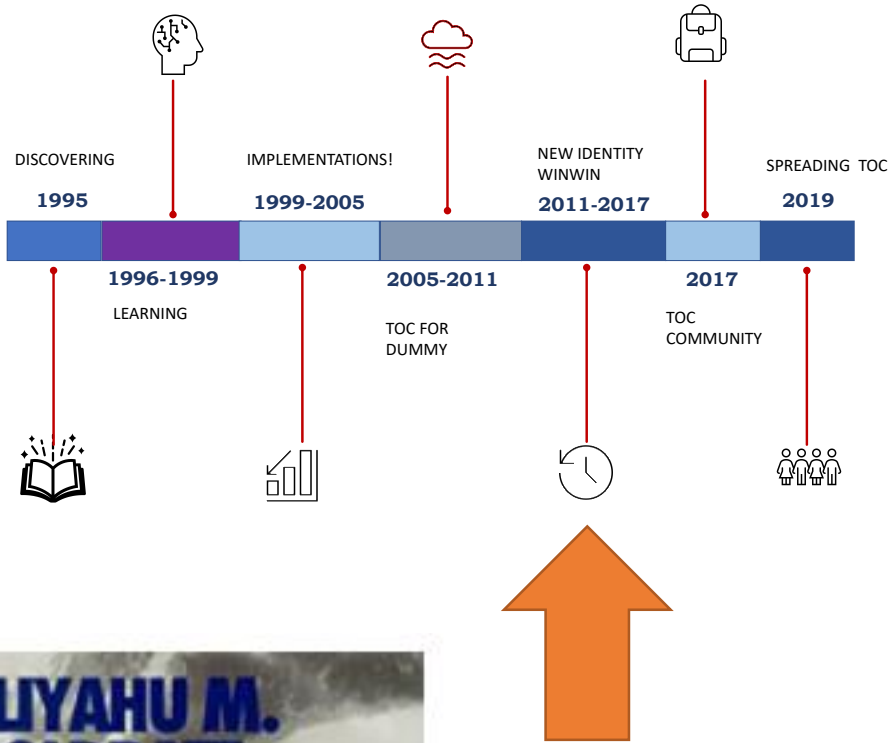 DISCOVERING
1995
1996-1999
LEARNING
IMPLEMENTATIONS!
1999-2005
2005-2011
TOC FOR
DUMMY
NEW IDENTITY
WINWIN
2011-2017
2017
TOC
COMMUNITY
SPREADING TOC
2019
LIYAHU M.